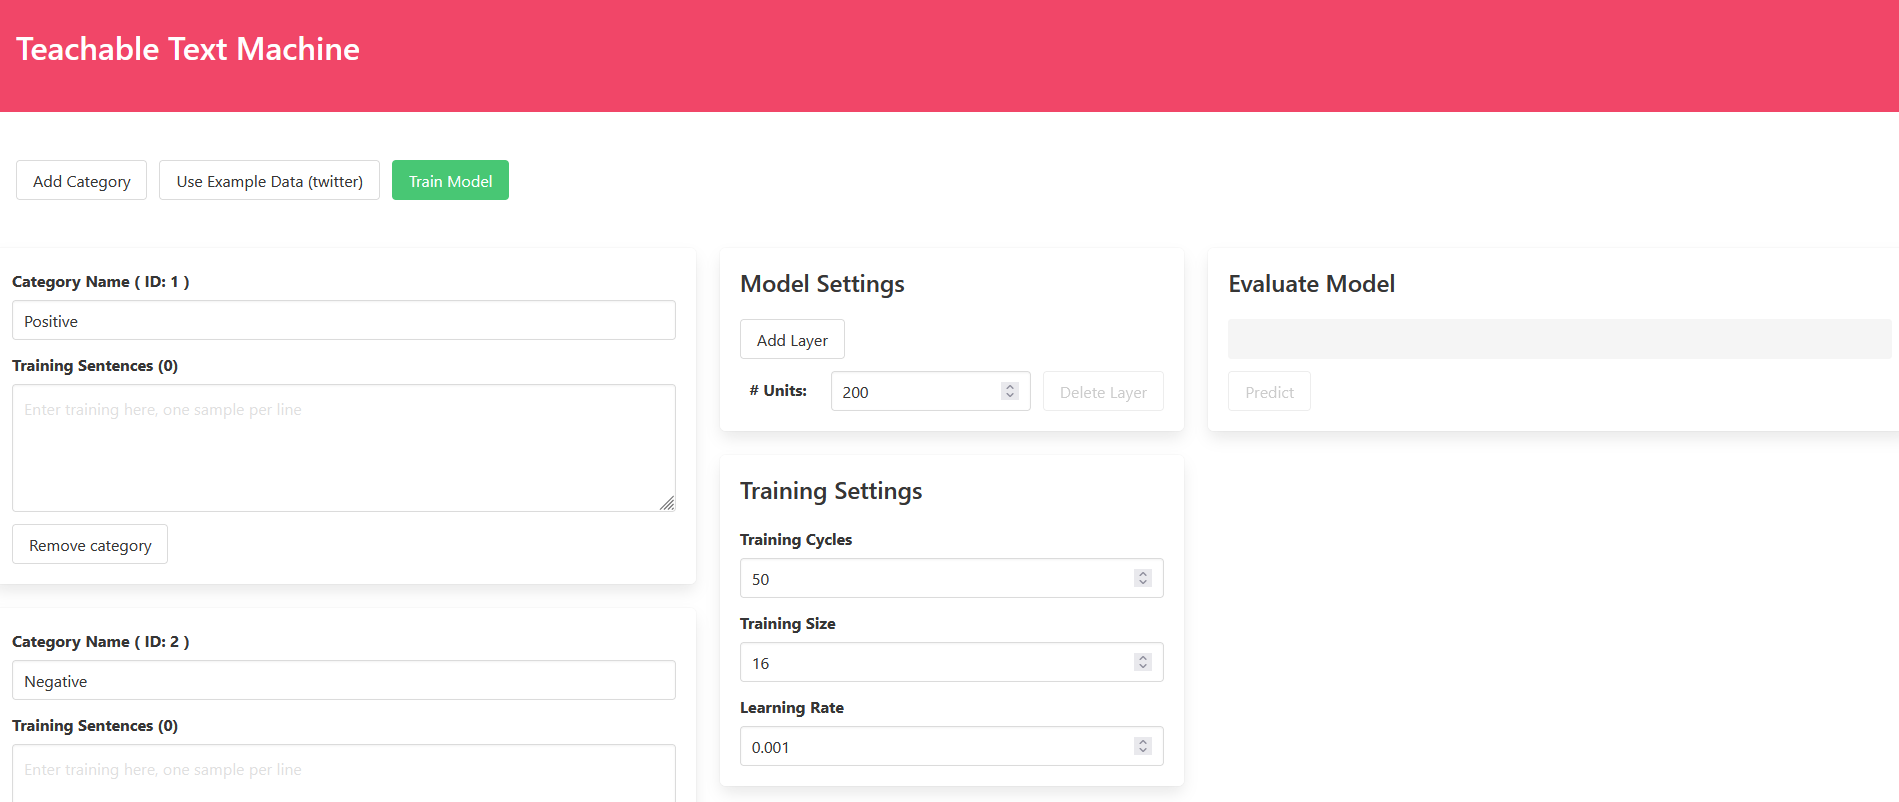 Teachable Text Machine
Add Category
Use Example Data (twitter)
Train Model
Category Name ( ID: 1 )
Positive
Training Sentences (0)
Enter training here, one sample per line
Remove category
Category Name ( ID: 2 )
Negative
Training Sentences (0)
Enter training here, one sample per line
Model Settings
Add Layer
# Units: 200 Delete Layer
Training Settings
Training Cycles
50
Training Size
16
Learning Rate
0.001
Evaluate Model
Predict